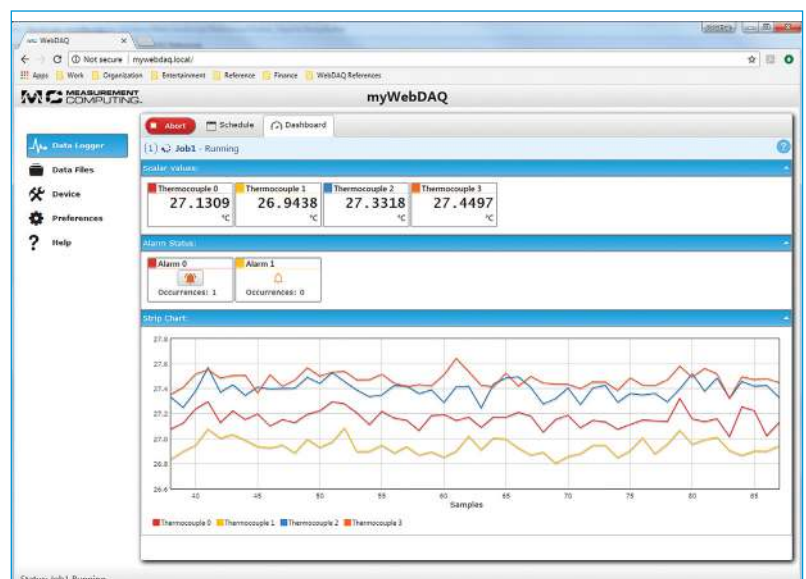 WebDAQ
Not secure | mywebdaq.local/
Apps Work Organization Entertainment Reference Finance WebDAQ References
MC MEASUREMENT COMPUTING.
myWebDAQ
Abort Schedule Dashboard
Data Logger
Data Files
Device
Preferences
Help
(1) Job1 - Running
Scalar Values:
Thermocouple 0 Thermocouple 1 Thermocouple 2 Thermocouple 3
27.1309 26.9438 27.3318 27.4497
°C °C °C °C
Alarm Status:
Alarm 0 Alarm 1
Occurrences: 1 Occurrences: 0
Strip Chart:
27.8
27.6
27.4
27.2
27.0
26.8
26.6
40 45 50 55 60 65 70 75 80 85
Samples
Thermocouple 0 Thermocouple 1 Thermocouple 2 Thermocouple 3
Status: Job1 Running